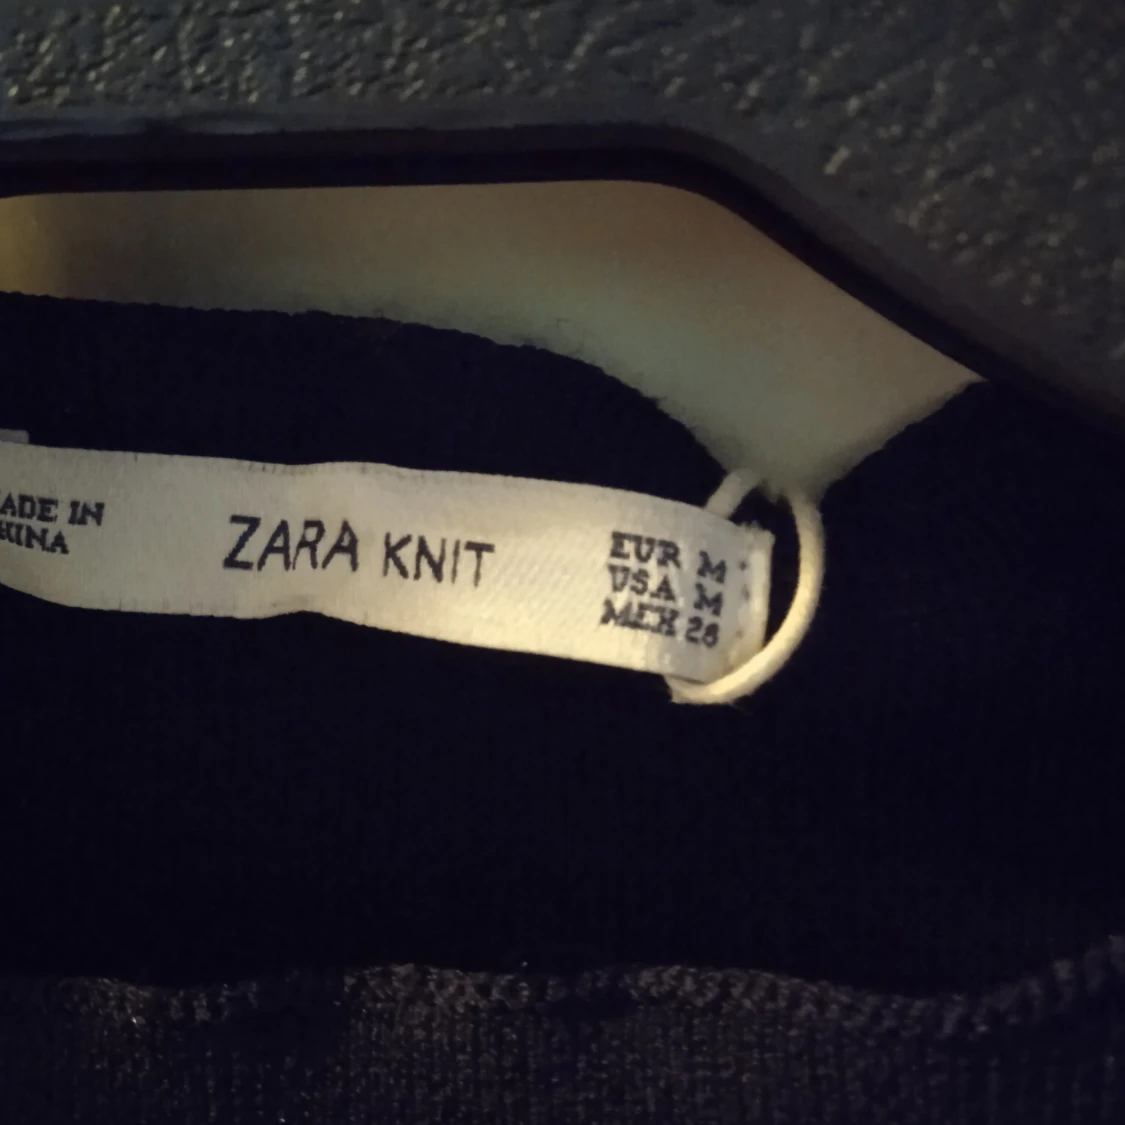 ADE IN
HINA
ZARA KNIT
EUR M
USA M
MEX 28